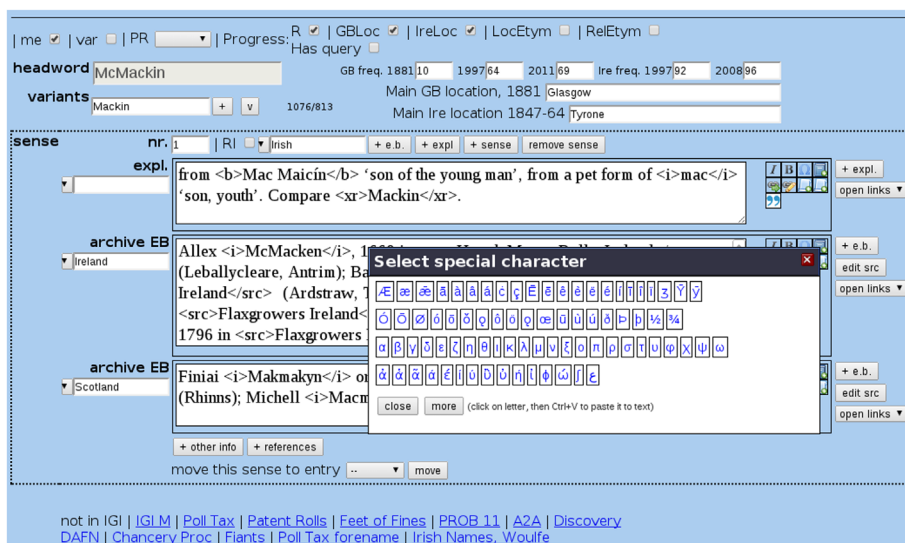 | me | var | PR | Progress: R | GBLoc | IreLoc | LocEtym | RelEtym
Has query
headword McMackin GB freq. 1881 10 1997 64 2011 69 Ire freq. 1997 92 2008 96
variants Mackin + v 1076/813 Main GB location, 1881 Glasgow
Main Ire location 1847-64 Tyrone
sense nr. 1 | RI Irish + e.b. + expl + sense remove sense
expl. from <b>Mac Maicín</b> ‘son of the young man’, from a pet form of <i>mac</i> I B Ω + expl.
‘son, youth’. Compare <xr>Mackin</xr>. open links
archive EB Allex <i>McMacken</i>, + e.b.
Ireland (Leballycleare, Antrim); Ba edit src
Ireland</src> (Ardstraw, open links
<src>Flaxgrowers Ireland<
1796 in <src>Flaxgrowers
archive EB Finiai <i>Makmakyn</i> + e.b.
Scotland (Rhinns); Michell <i> edit src
open links
Select special character
Æ æ ǣ ā à â á ċ ç Ē ē ê è ë é í Ī ī ï ʒ Ȳ ȳ
Ó Ō Ø ó ō ǒ ǫ ô ö ǫ œ ū ù ú ð Þ þ ½ ¾
α β γ δ ε ζ η θ ι κ λ μ ν ξ ο π ρ σ τ υ φ χ ψ ω
close more (click on letter, then Ctrl+V to paste it to text)
+ other info + references
move this sense to entry -- move
not in IGI | IGI M | Poll Tax | Patent Rolls | Feet of Fines | PROB 11 | A2A | Discovery
DAFN | Chancery Proc | Fiants | Poll Tax forename | Irish Names, Woulfe